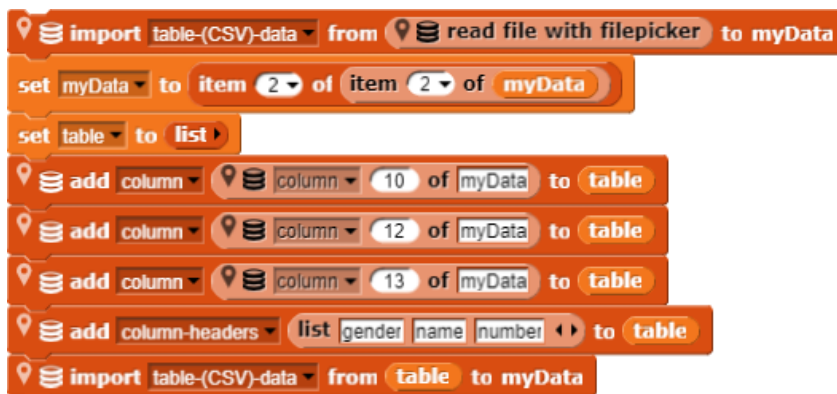 import table-(CSV)-data from read file with filepicker to myData
set myData to item 2 of item 2 of myData
set table to list
add column column 10 of myData to table
add column column 12 of myData to table
add column column 13 of myData to table
add column-headers list gender name number to table
import table-(CSV)-data from table to myData